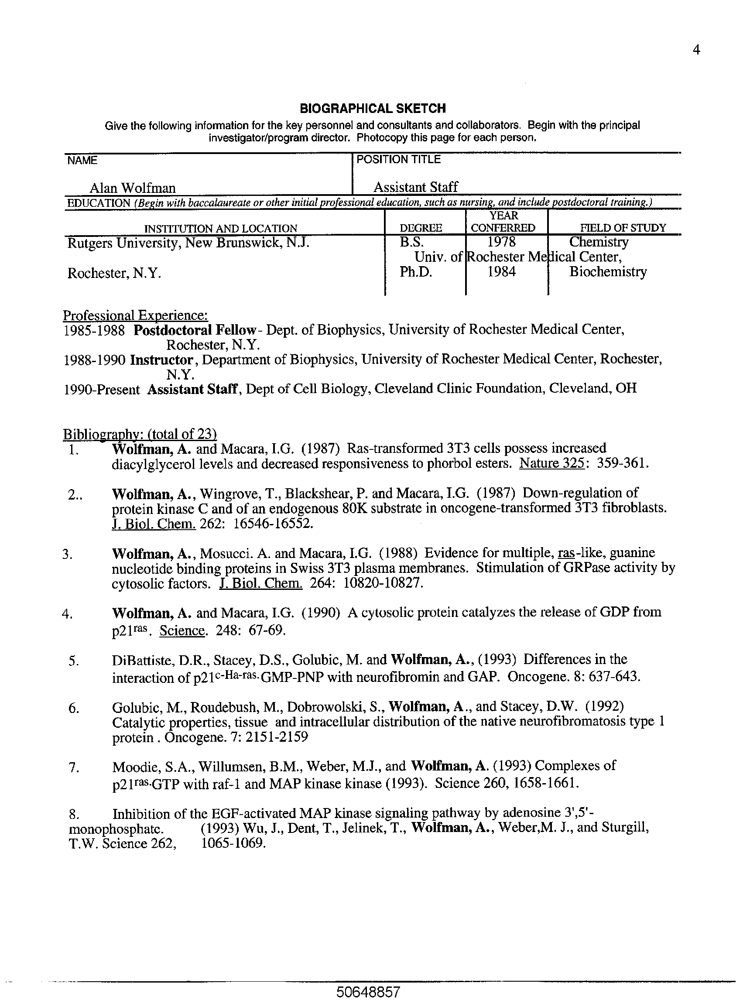 4
BIOGRAPHICAL SKETCH
Give the following information for the key personnel and consultants and collaborators. Begin with the principal
investigator/program director. Photocopy this page for each person.
NAME POSITION TITLE
Alan Wolfman Assistant Staff
EDUCATION (Begin with baccalaureate or other initial professional education, such as nursing, and include postdoctoral training.)
INSTITUTION AND LOCATION DEGREE YEAR CONFERRED FIELD OF STUDY
Rutgers University, New Brunswick, N.J. B.S. 1978 Chemistry
Univ. of Rochester Medical Center,
Rochester, N.Y. Ph.D. 1984 Biochemistry
Professional Experience:
1985-1988 Postdoctoral Fellow- Dept. of Biophysics, University of Rochester Medical Center,
Rochester, N.Y.
1988-1990 Instructor, Department of Biophysics, University of Rochester Medical Center, Rochester,
N.Y.
1990-Present Assistant Staff, Dept of Cell Biology, Cleveland Clinic Foundation, Cleveland, OH
Bibliography: (total of 23)
1. Wolfman, A. and Macara, I.G. (1987) Ras-transformed 3T3 cells possess increased
diacylglycerol levels and decreased responsiveness to phorbol esters. Nature 325: 359-361.
2.. Wolfman, A., Wingrove, T., Blackshear, P. and Macara, I.G. (1987) Down-regulation of
protein kinase C and of an endogenous 80K substrate in oncogene-transformed 3T3 fibroblasts.
J. Biol. Chem. 262: 16546-16552.
3. Wolfman, A., Mosucci. A. and Macara, I.G. (1988) Evidence for multiple, ras-like, guanine
nucleotide binding proteins in Swiss 3T3 plasma membranes. Stimulation of GRPase activity by
cytosolic factors. J. Biol. Chem. 264: 10820-10827.
4. Wolfman, A. and Macara, I.G. (1990) A cytosolic protein catalyzes the release of GDP from
p21ras. Science. 248: 67-69.
5. DiBattiste, D.R., Stacey, D.S., Golubic, M. and Wolfman, A., (1993) Differences in the
interaction of p21c-Ha-ras.GMP-PNP with neurofibromin and GAP. Oncogene. 8: 637-643.
6. Golubic, M., Roudebush, M., Dobrowolski, S., Wolfman, A., and Stacey, D.W. (1992)
Catalytic properties, tissue and intracellular distribution of the native neurofibromatosis type 1
protein . Oncogene. 7: 2151-2159
7. Moodie, S.A., Willumsen, B.M., Weber, M.J., and Wolfman, A. (1993) Complexes of
p21ras.GTP with raf-1 and MAP kinase kinase (1993). Science 260, 1658-1661.
8. Inhibition of the EGF-activated MAP kinase signaling pathway by adenosine 3',5'-
monophosphate. (1993) Wu, J., Dent, T., Jelinek, T., Wolfman, A., Weber,M. J., and Sturgill,
T.W. Science 262, 1065-1069.
50648857